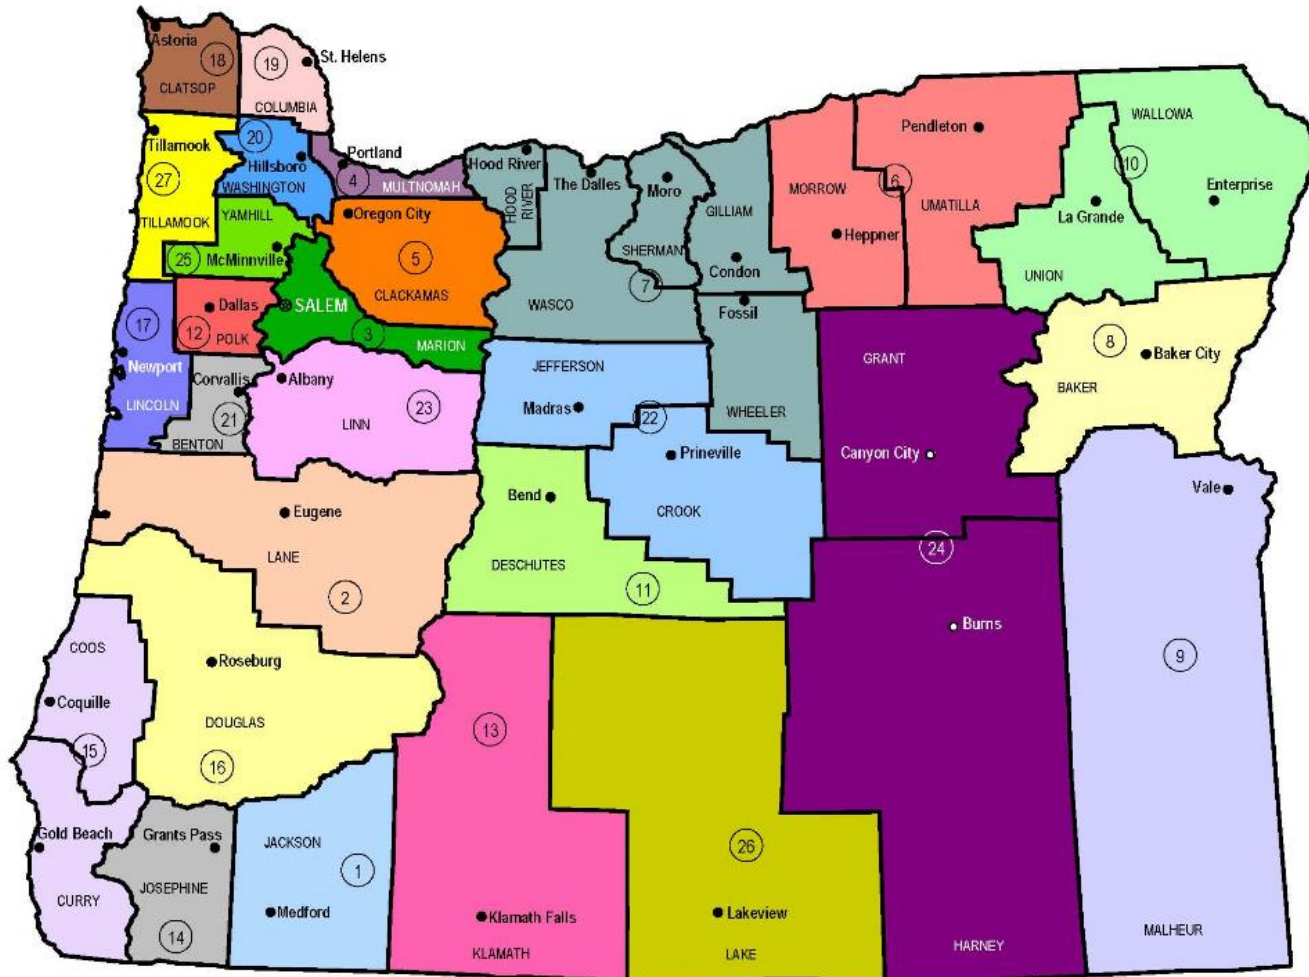 Astoria
18
CLATSOP
19
St. Helens
COLUMBIA
Tillamook
27
TILLAMOOK
20
Hillsboro
WASHINGTON
Portland
4
MULTNOMAH
Hood River
HOOD
RIVER
The Dalles
Moro
SHERMAN
GILLIAM
Condon
7
WASCO
Fossil
WHEELER
MORROW
Heppner
6
Pendleton
UMATILLA
WALLOWA
10
Enterprise
La Grande
UNION
YAMHILL
25
McMinnville
Oregon City
5
CLACKAMAS
17
Newport
LINCOLN
Dallas
12
POLK
SALEM
3
MARION
Corvallis
21
BENTON
Albany
23
LINN
JEFFERSON
Madras
22
Prineville
CROOK
GRANT
Canyon City
24
8
Baker City
BAKER
Vale
9
MALHEUR
Eugene
LANE
2
Bend
DESCHUTES
11
Burns
HARNEY
COOS
Coquille
15
Roseburg
DOUGLAS
16
Gold Beach
CURRY
Grants Pass
JOSEPHINE
14
JACKSON
1
Medford
13
Klamath Falls
KLAMATH
26
Lakeview
LAKE